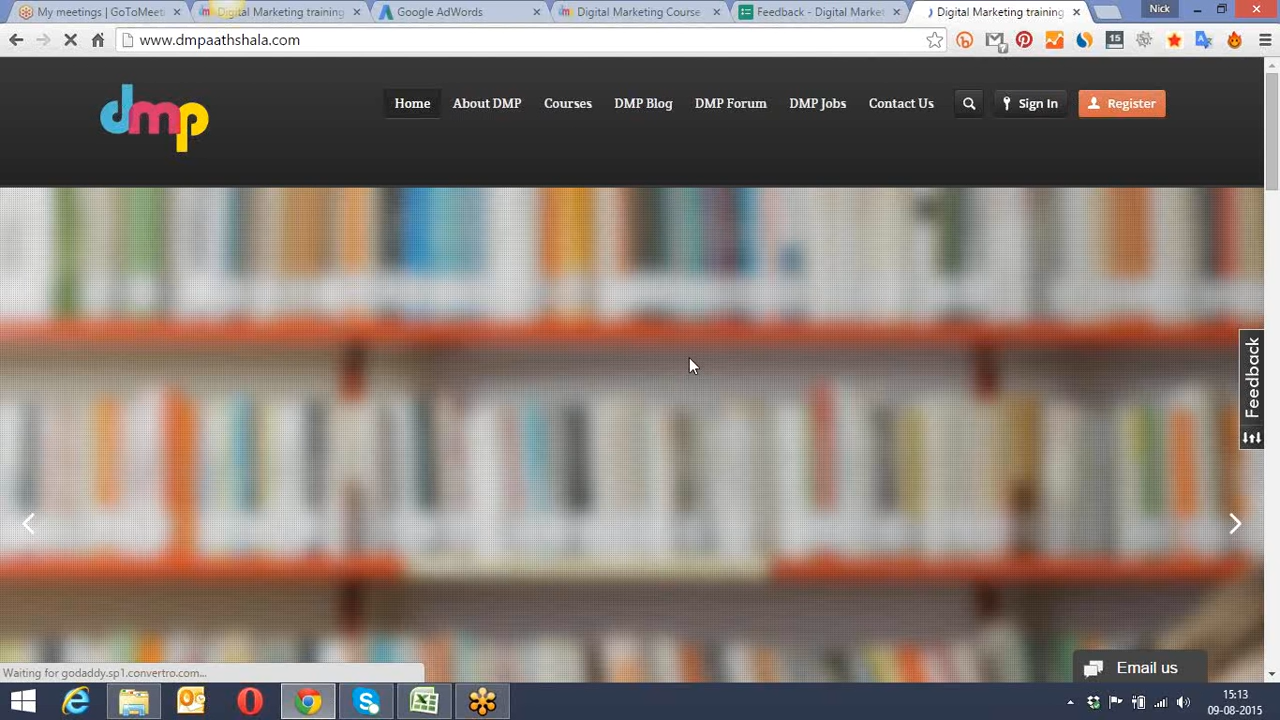 My meetings | GoToMeeti
Digital Marketing training
Google AdWords
Digital Marketing Course
Feedback - Digital Market
Digital Marketing training
Nick
www.dmpaathshala.com
15
dmp
Home
About DMP
Courses
DMP Blog
DMP Forum
DMP Jobs
Contact Us
Sign In
Register
Feedback
Email us
Waiting for godaddy.sp1.convertro.com...
15:13
09-08-2015